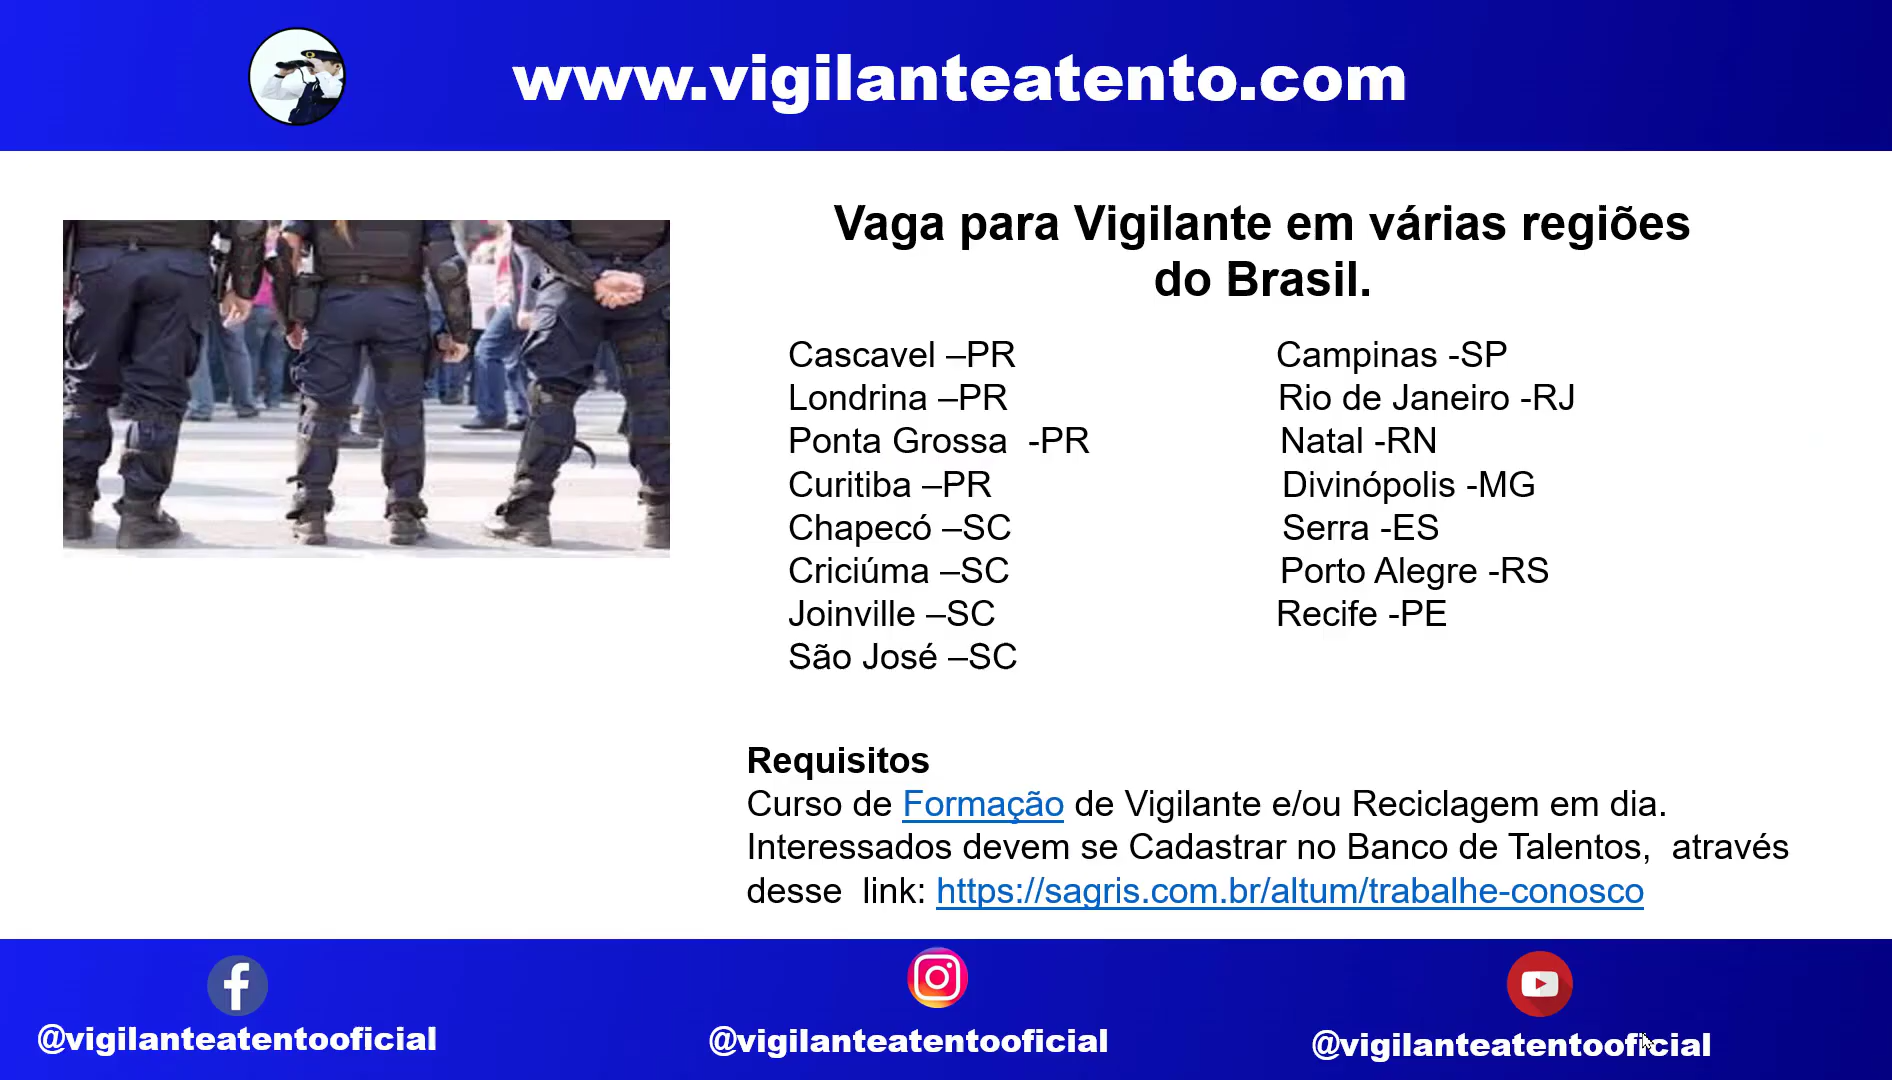 www.vigilanteatento.com
Vaga para Vigilante em várias regiões
do Brasil.
Cascavel –PR
Londrina –PR
Ponta Grossa  -PR
Curitiba –PR
Chapecó –SC
Criciúma –SC
Joinville –SC
São José –SC
Campinas -SP
Rio de Janeiro -RJ
Natal -RN
Divinópolis -MG
Serra -ES
Porto Alegre -RS
Recife -PE
Requisitos
Curso de Formação de Vigilante e/ou Reciclagem em dia.
Interessados devem se Cadastrar no Banco de Talentos,  através
desse  link: https://sagris.com.br/altum/trabalhe-conosco
@vigilanteatentooficial
@vigilanteatentooficial
@vigilanteatentooficial